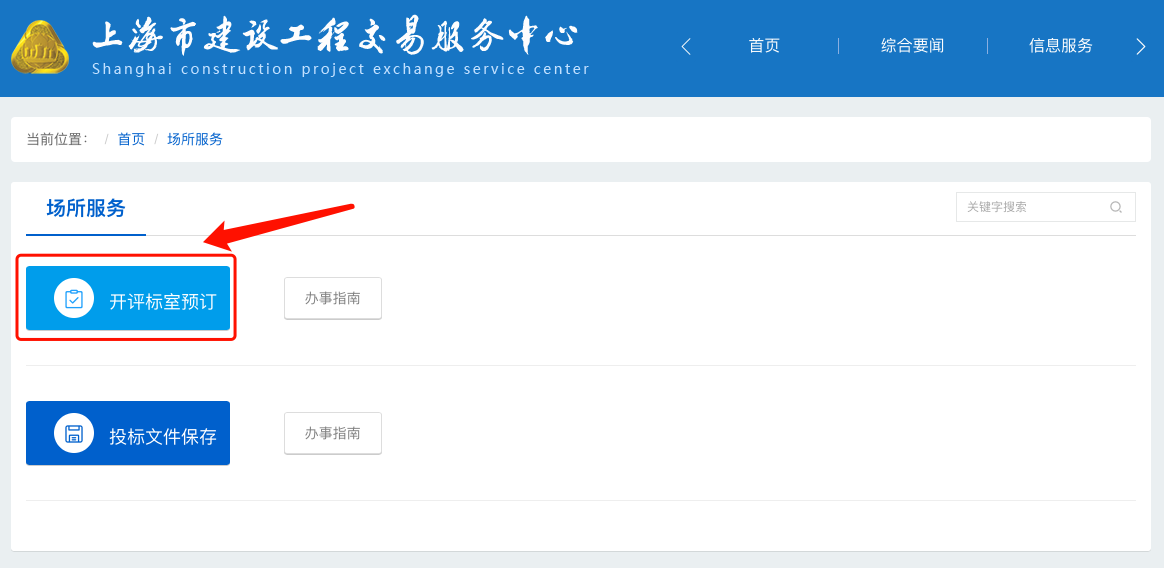 上海市建设工程交易服务中心
Shanghai construction project exchange service center
首页 综合要闻 信息服务
当前位置： / 首页 / 场所服务
场所服务
关键字搜索
开评标室预订 办事指南
投标文件保存 办事指南